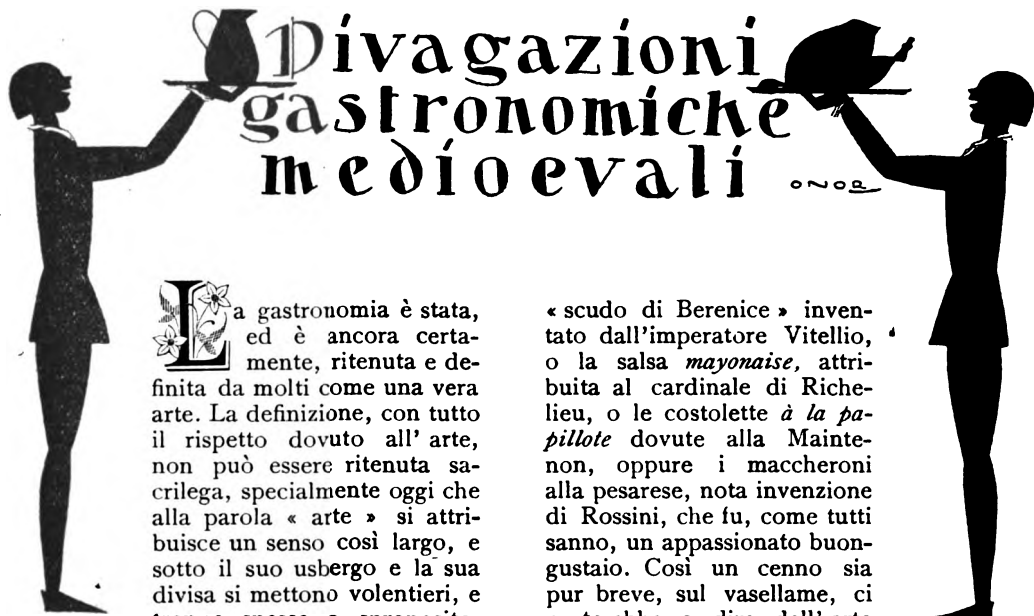 Divagazioni
gastronomiche
medioevali
ONOR
La gastronomia è stata,
ed è ancora certa-
mente, ritenuta e de-
finita da molti come una vera
arte. La definizione, con tutto
il rispetto dovuto all' arte,
non può essere ritenuta sa-
crilega, specialmente oggi che
alla parola « arte » si attri-
buisce un senso così largo, e
sotto il suo usbergo e la sua
divisa si mettono volentieri, e
« scudo di Berenice » inven-
tato dall'imperatore Vitellio,
o la salsa mayonaise, attri-
buita al cardinale di Riche-
lieu, o le costolette à la pa-
pillote dovute alla Mainte-
non, oppure i maccheroni
alla pesarese, nota invenzione
di Rossini, che fu, come tutti
sanno, un appassionato buon-
gustaio. Così un cenno sia
pur breve, sul vasellame, ci